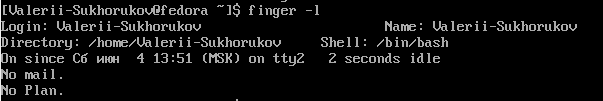 [Valerii-Sukhorukov@fedora ~]$ finger -l
Login: Valerii-Sukhorukov Name: Valerii-Sukhorukov
Directory: /home/Valerii-Sukhorukov Shell: /bin/bash
On since Сб июн  4 13:51 (MSK) on tty2   2 seconds idle
No mail.
No Plan.